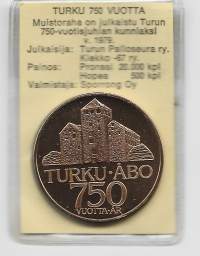 TURKU 750 VUOTTA
Muistoraha on julkaistu Turun
750-vuotisjuhlan kunniaksi
v. 1979.
Julkaisija: Turun Palloseura ry.
Kiekko -67 ry.
Painos: Pronssi 20.000 kpl
Hopea 500 kpl
Valmistaja: Sporrong Oy
TURKU·ÅBO
750
VUOTTA·ÅR